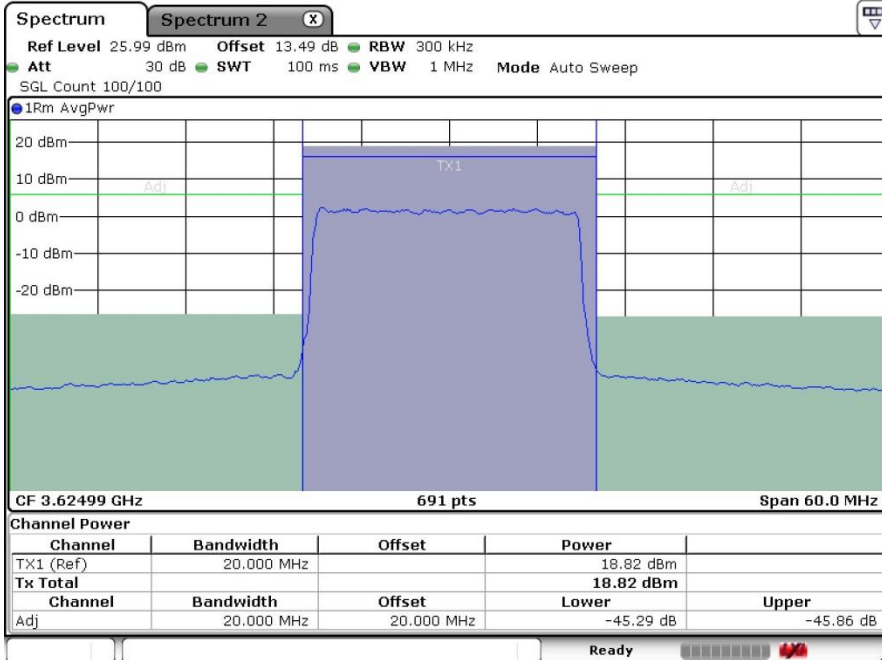 Spectrum Spectrum 2 X
Ref Level 25.99 dBm Offset 13.49 dB RBW 300 kHz
Att 30 dB SWT 100 ms VBW 1 MHz Mode Auto Sweep
SGL Count 100/100
1Rm AvgPwr
20 dBm
TX1
10 dBm
Adj Adj
0 dBm
-10 dBm
-20 dBm
CF 3.62499 GHz 691 pts Span 60.0 MHz
Channel Power
Channel Bandwidth Offset Power
TX1 (Ref) 20.000 MHz 18.82 dBm
Tx Total 18.82 dBm
Channel Bandwidth Offset Lower Upper
Adj 20.000 MHz 20.000 MHz -45.29 dB -45.86 dB
Ready